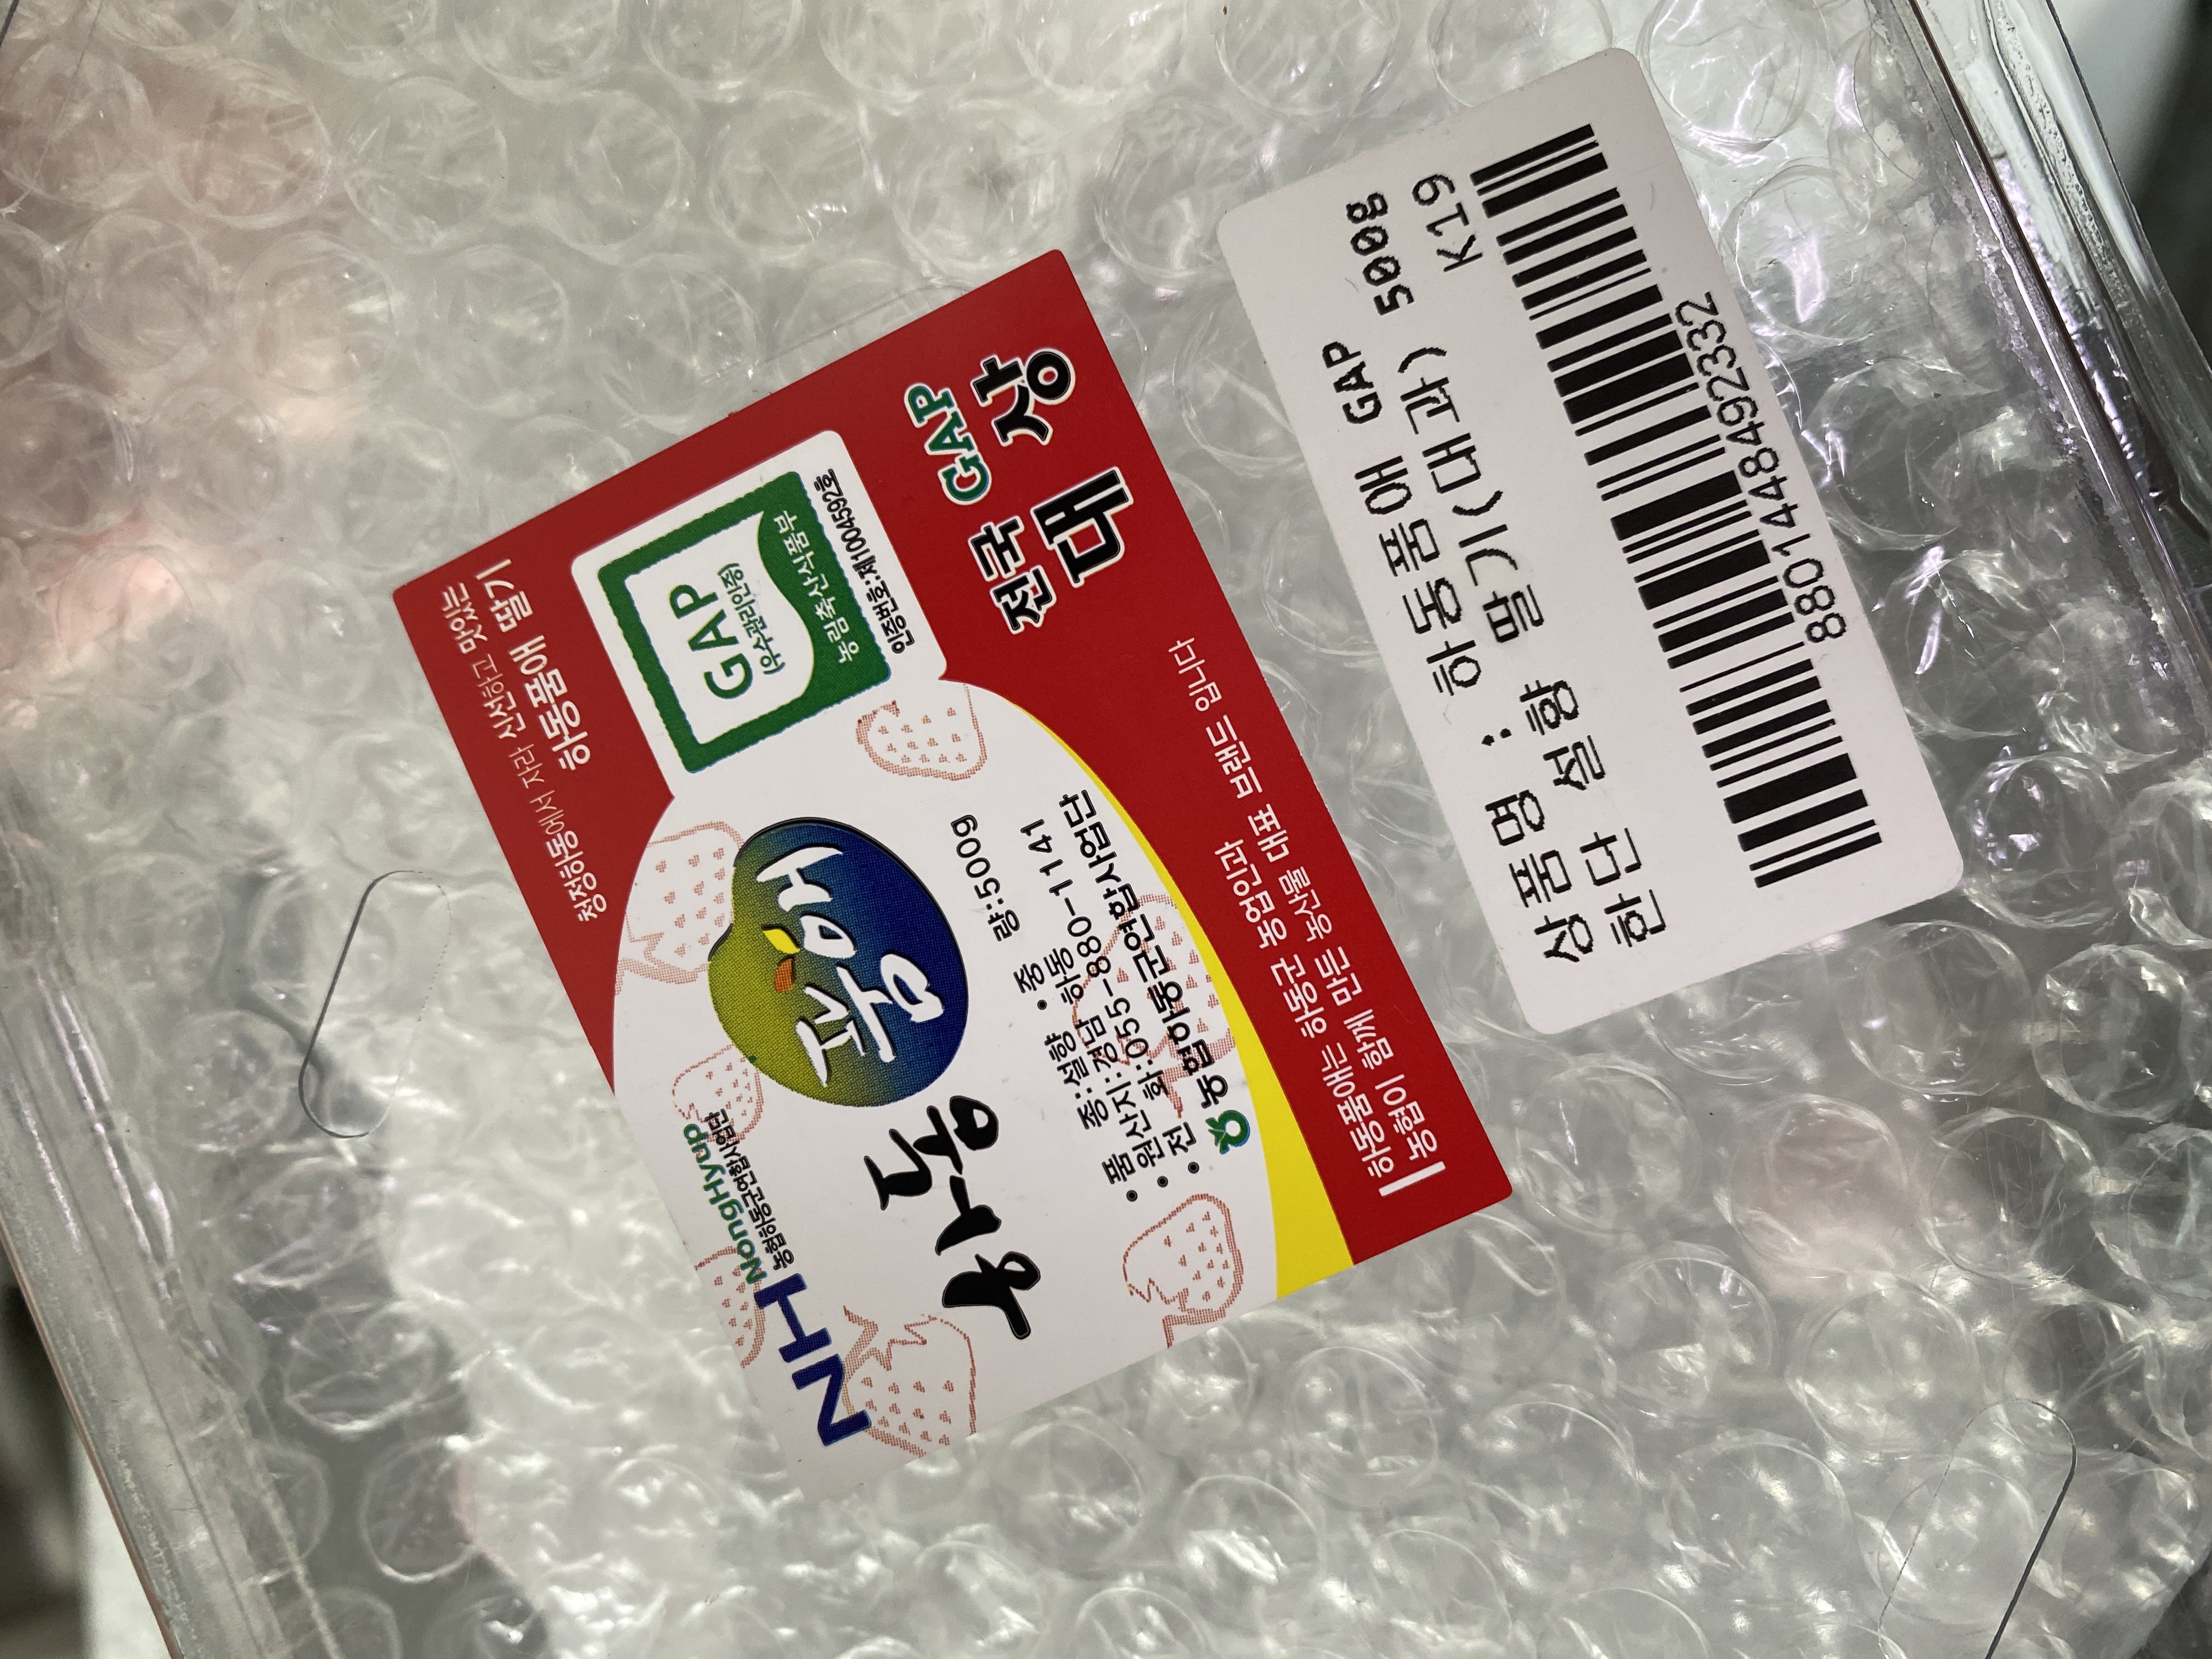 청정하동에서 자라 신선하고 맛있는
하동품애 딸기
NH NongHyup
농협하동군연합사업단
하동 품애
GAP
(우수관리인증)
농림축산식품부
인증번호:제1004592호
전국 GAP
대상
• 품 종:설향 • 중 량:500g
• 원산지:경남 하동
• 전 화:055-880-1141
농협하동군연합사업단
하동품애는 하동군 농업인과
농협이 함께 만든 농산물 대표 브랜드 입니다
상품명 : 하동품애 GAP
한단 설향 딸기(대과) 500g
K19
8801448492332